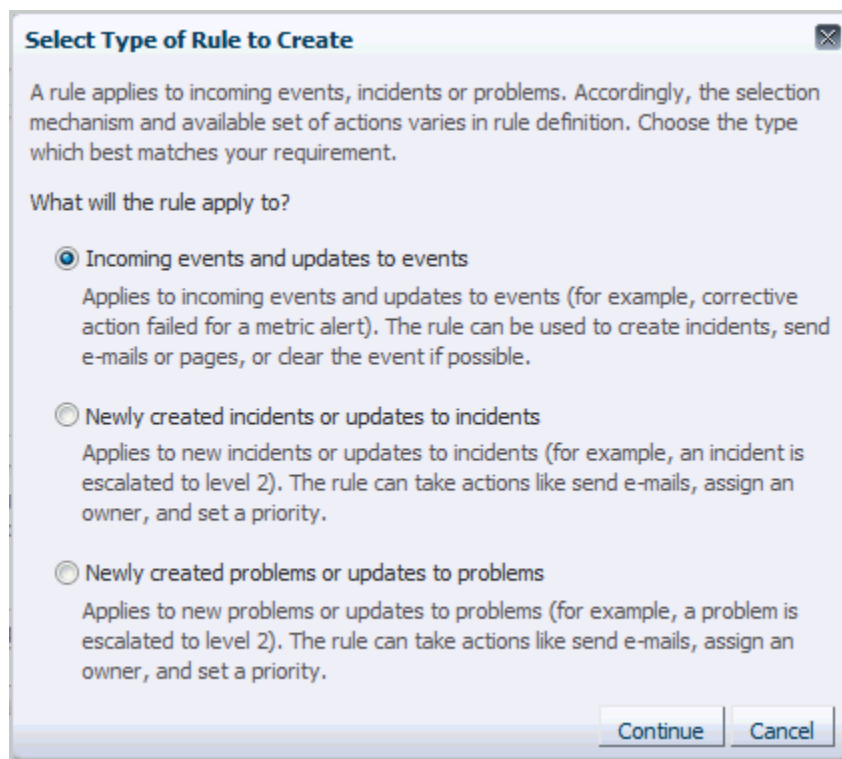 Select Type of Rule to Create
A rule applies to incoming events, incidents or problems. Accordingly, the selection
mechanism and available set of actions varies in rule definition. Choose the type
which best matches your requirement.
What will the rule apply to?
Incoming events and updates to events
Applies to incoming events and updates to events (for example, corrective
action failed for a metric alert). The rule can be used to create incidents, send
e-mails or pages, or clear the event if possible.
Newly created incidents or updates to incidents
Applies to new incidents or updates to incidents (for example, an incident is
escalated to level 2). The rule can take actions like send e-mails, assign an
owner, and set a priority.
Newly created problems or updates to problems
Applies to new problems or updates to problems (for example, a problem is
escalated to level 2). The rule can take actions like send e-mails, assign an
owner, and set a priority.
Continue Cancel